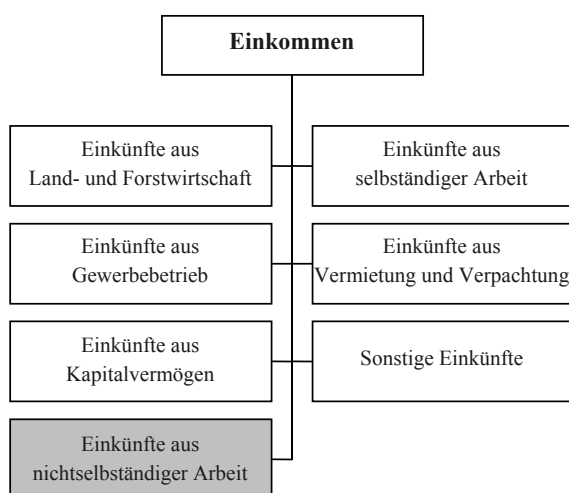 Einkommen
Einkünfte aus
Land- und Forstwirtschaft
Einkünfte aus
selbständiger Arbeit
Einkünfte aus
Gewerbebetrieb
Einkünfte aus
Vermietung und Verpachtung
Einkünfte aus
Kapitalvermögen
Sonstige Einkünfte
Einkünfte aus
nichtselbständiger Arbeit